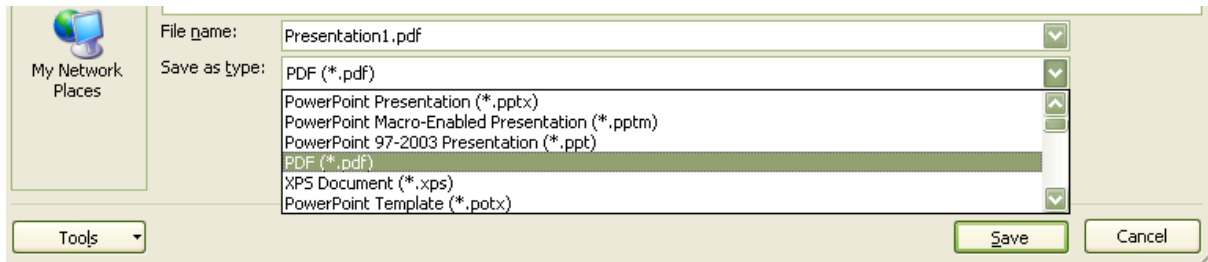 File name:
Presentation1.pdf
My Network
Places
Save as type:
PDF (*.pdf)
PowerPoint Presentation (*.pptx)
PowerPoint Macro-Enabled Presentation (*.pptm)
PowerPoint 97-2003 Presentation (*.ppt)
PDF (*.pdf)
XPS Document (*.xps)
PowerPoint Template (*.potx)
Tools
Save
Cancel